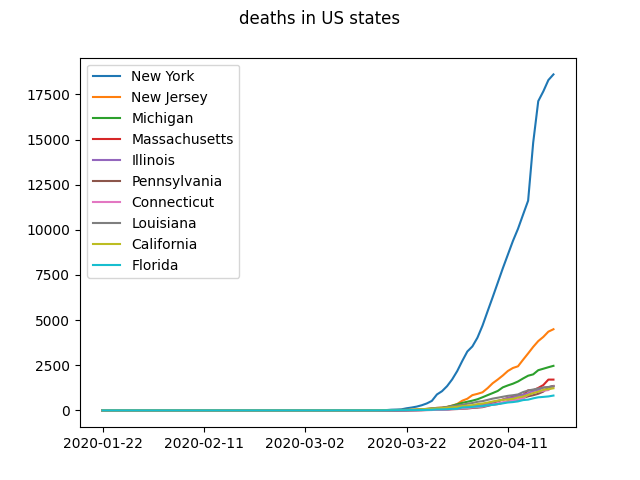 deaths in US states
New York
New Jersey
Michigan
Massachusetts
Illinois
Pennsylvania
Connecticut
Louisiana
California
Florida
17500
15000
12500
10000
7500
5000
2500
0
2020-01-22 2020-02-11 2020-03-02 2020-03-22 2020-04-11